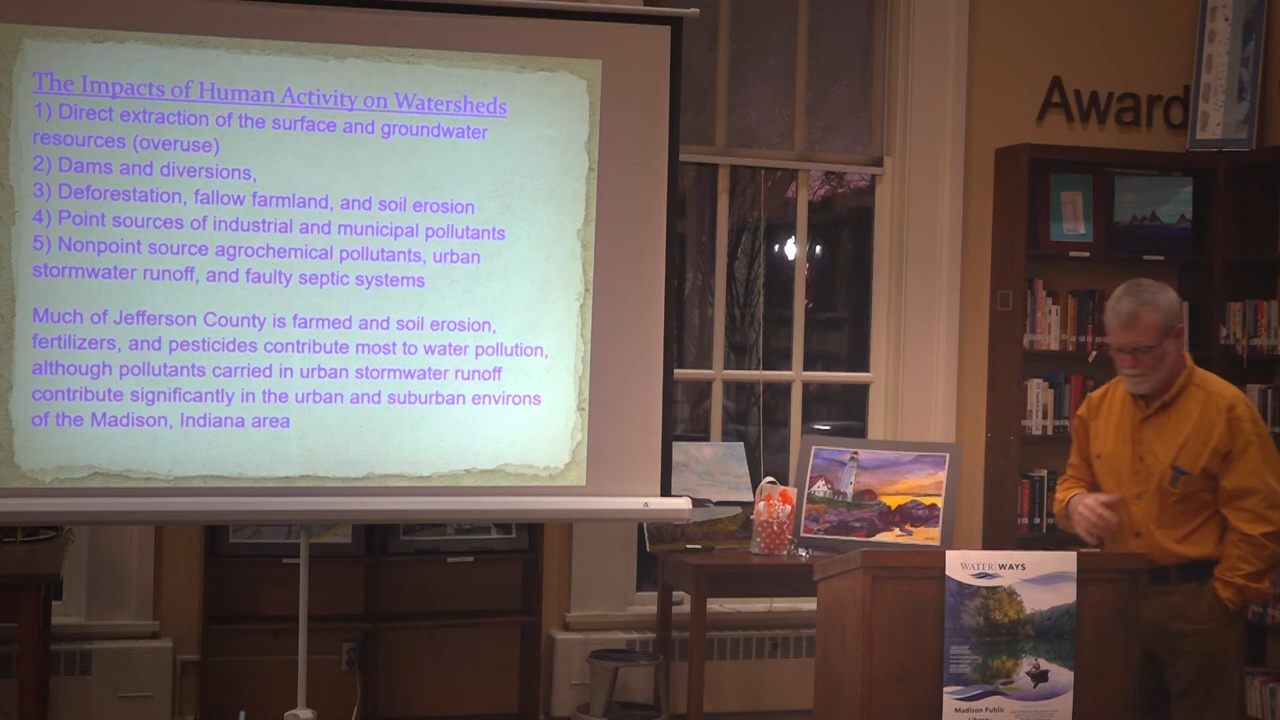 The Impacts of Human Activity on Watersheds
1) Direct extraction of the surface and groundwater
resources (overuse)
2) Dams and diversions,
3) Deforestation, fallow farmland, and soil erosion
4) Point sources of industrial and municipal pollutants
5) Nonpoint source agrochemical pollutants, urban
stormwater runoff, and faulty septic systems
Much of Jefferson County is farmed and soil erosion,
fertilizers, and pesticides contribute most to water pollution,
although pollutants carried in urban stormwater runoff
contribute significantly in the urban and suburban environs
of the Madison, Indiana area
Award
WATER|WAYS
Madison Public